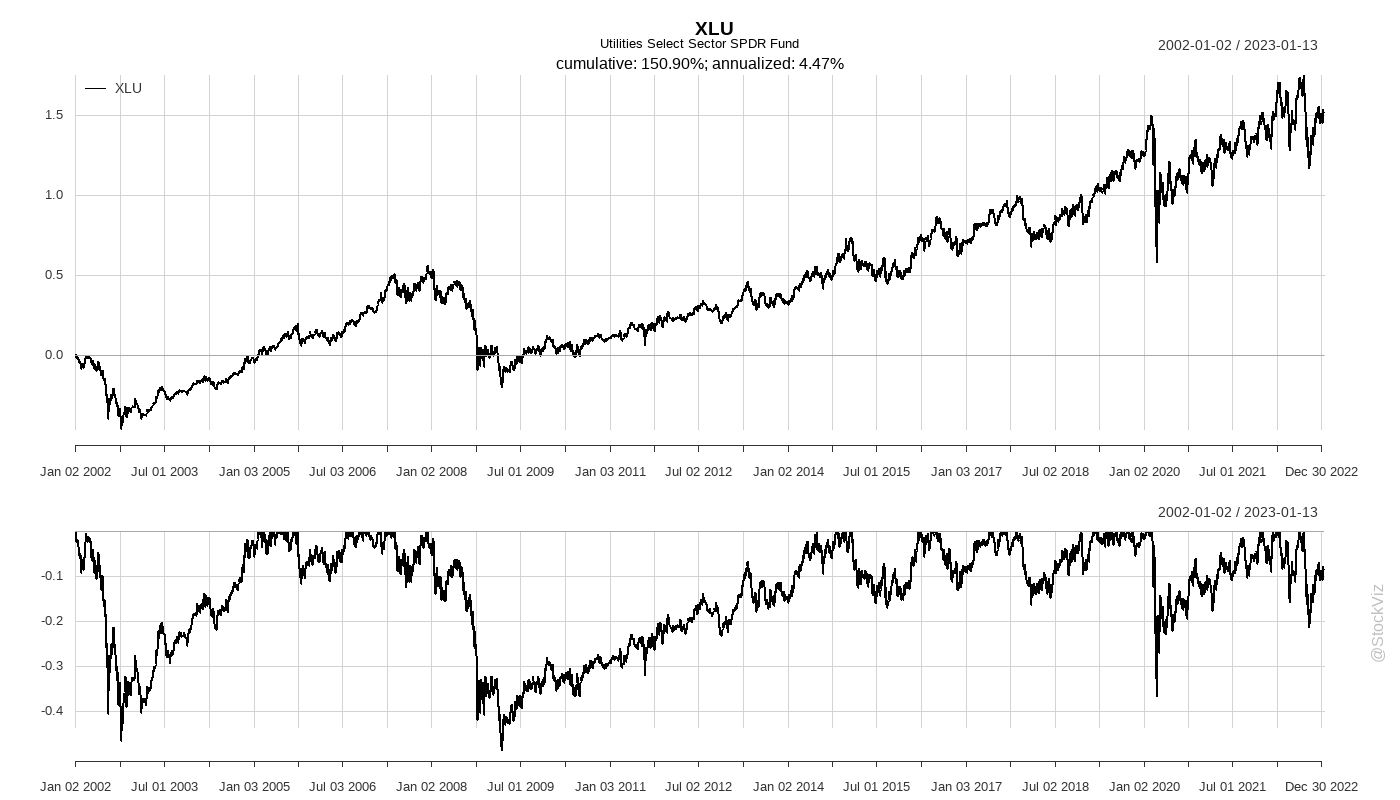 XLU
Utilities Select Sector SPDR Fund
cumulative: 150.90%; annualized: 4.47%
2002-01-02 / 2023-01-13
XLU
1.5
1.0
0.5
0.0
Jan 02 2002 Jul 01 2003 Jan 03 2005 Jul 03 2006 Jan 02 2008 Jul 01 2009 Jan 03 2011 Jul 02 2012 Jan 02 2014 Jul 01 2015 Jan 03 2017 Jul 02 2018 Jan 02 2020 Jul 01 2021 Dec 30 2022
2002-01-02 / 2023-01-13
-0.1
-0.2
-0.3
-0.4
Jan 02 2002 Jul 01 2003 Jan 03 2005 Jul 03 2006 Jan 02 2008 Jul 01 2009 Jan 03 2011 Jul 02 2012 Jan 02 2014 Jul 01 2015 Jan 03 2017 Jul 02 2018 Jan 02 2020 Jul 01 2021 Dec 30 2022
@StockViz